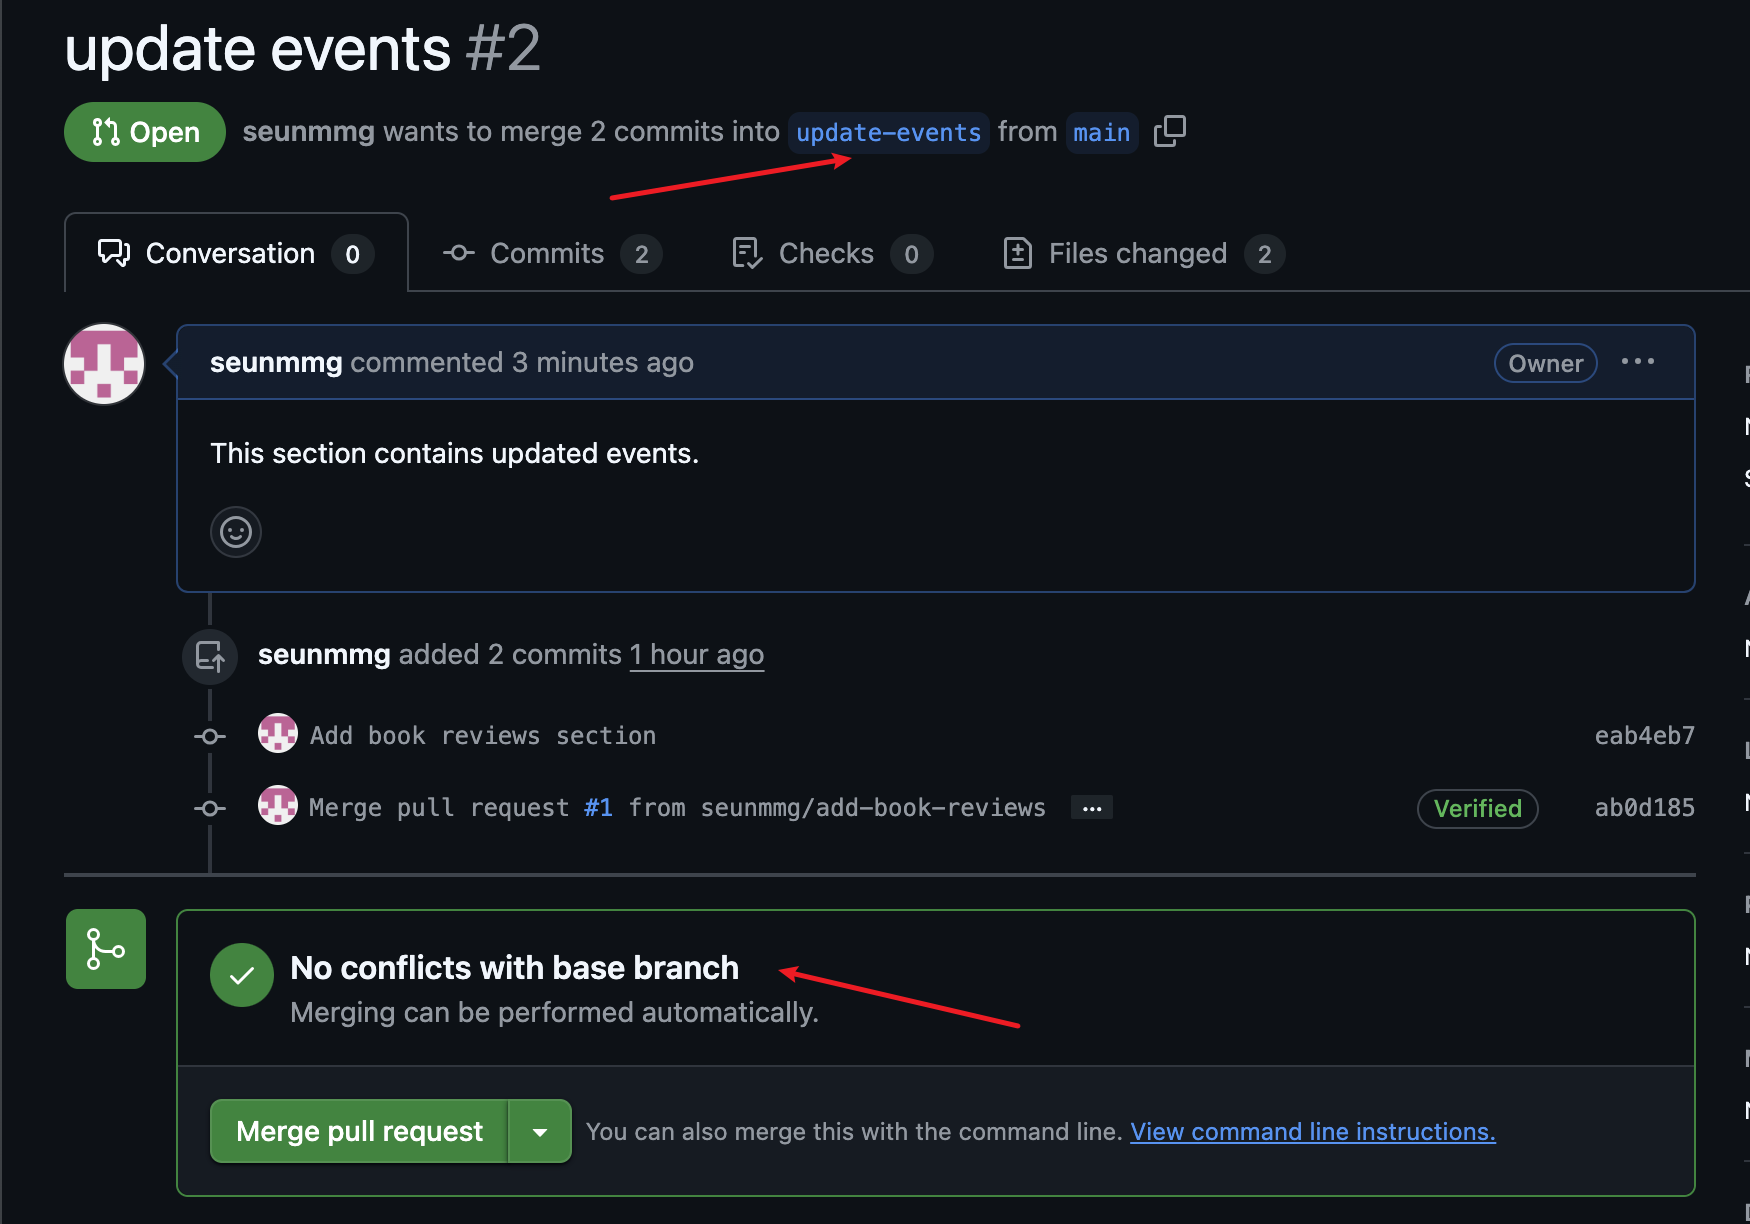 update events #2
Open seunmmg wants to merge 2 commits into update-events from main
Conversation 0 Commits 2 Checks 0 Files changed 2
seunmmg commented 3 minutes ago Owner ...
This section contains updated events.
seunmmg added 2 commits 1 hour ago
Add book reviews section eab4eb7
Merge pull request #1 from seunmmg/add-book-reviews ... Verified ab0d185
No conflicts with base branch
Merging can be performed automatically.
Merge pull request You can also merge this with the command line. View command line instructions.